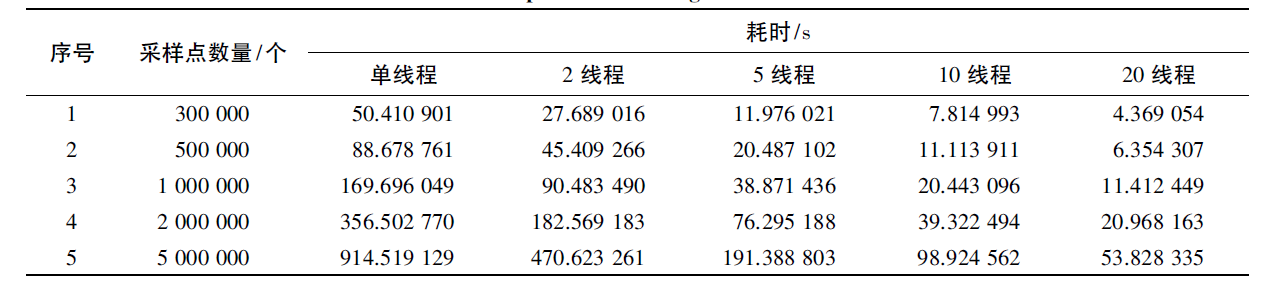 耗时/s
序号 采样点数量/个
单线程 2 线程 5 线程 10 线程 20 线程
1 300 000 50.410 901 27.689 016 11.976 021 7.814 993 4.369 054
2 500 000 88.678 761 45.409 266 20.487 102 11.113 911 6.354 307
3 1 000 000 169.696 049 90.483 490 38.871 436 20.443 096 11.412 449
4 2 000 000 356.502 770 182.569 183 76.295 188 39.322 494 20.968 163
5 5 000 000 914.519 129 470.623 261 191.388 803 98.924 562 53.828 335